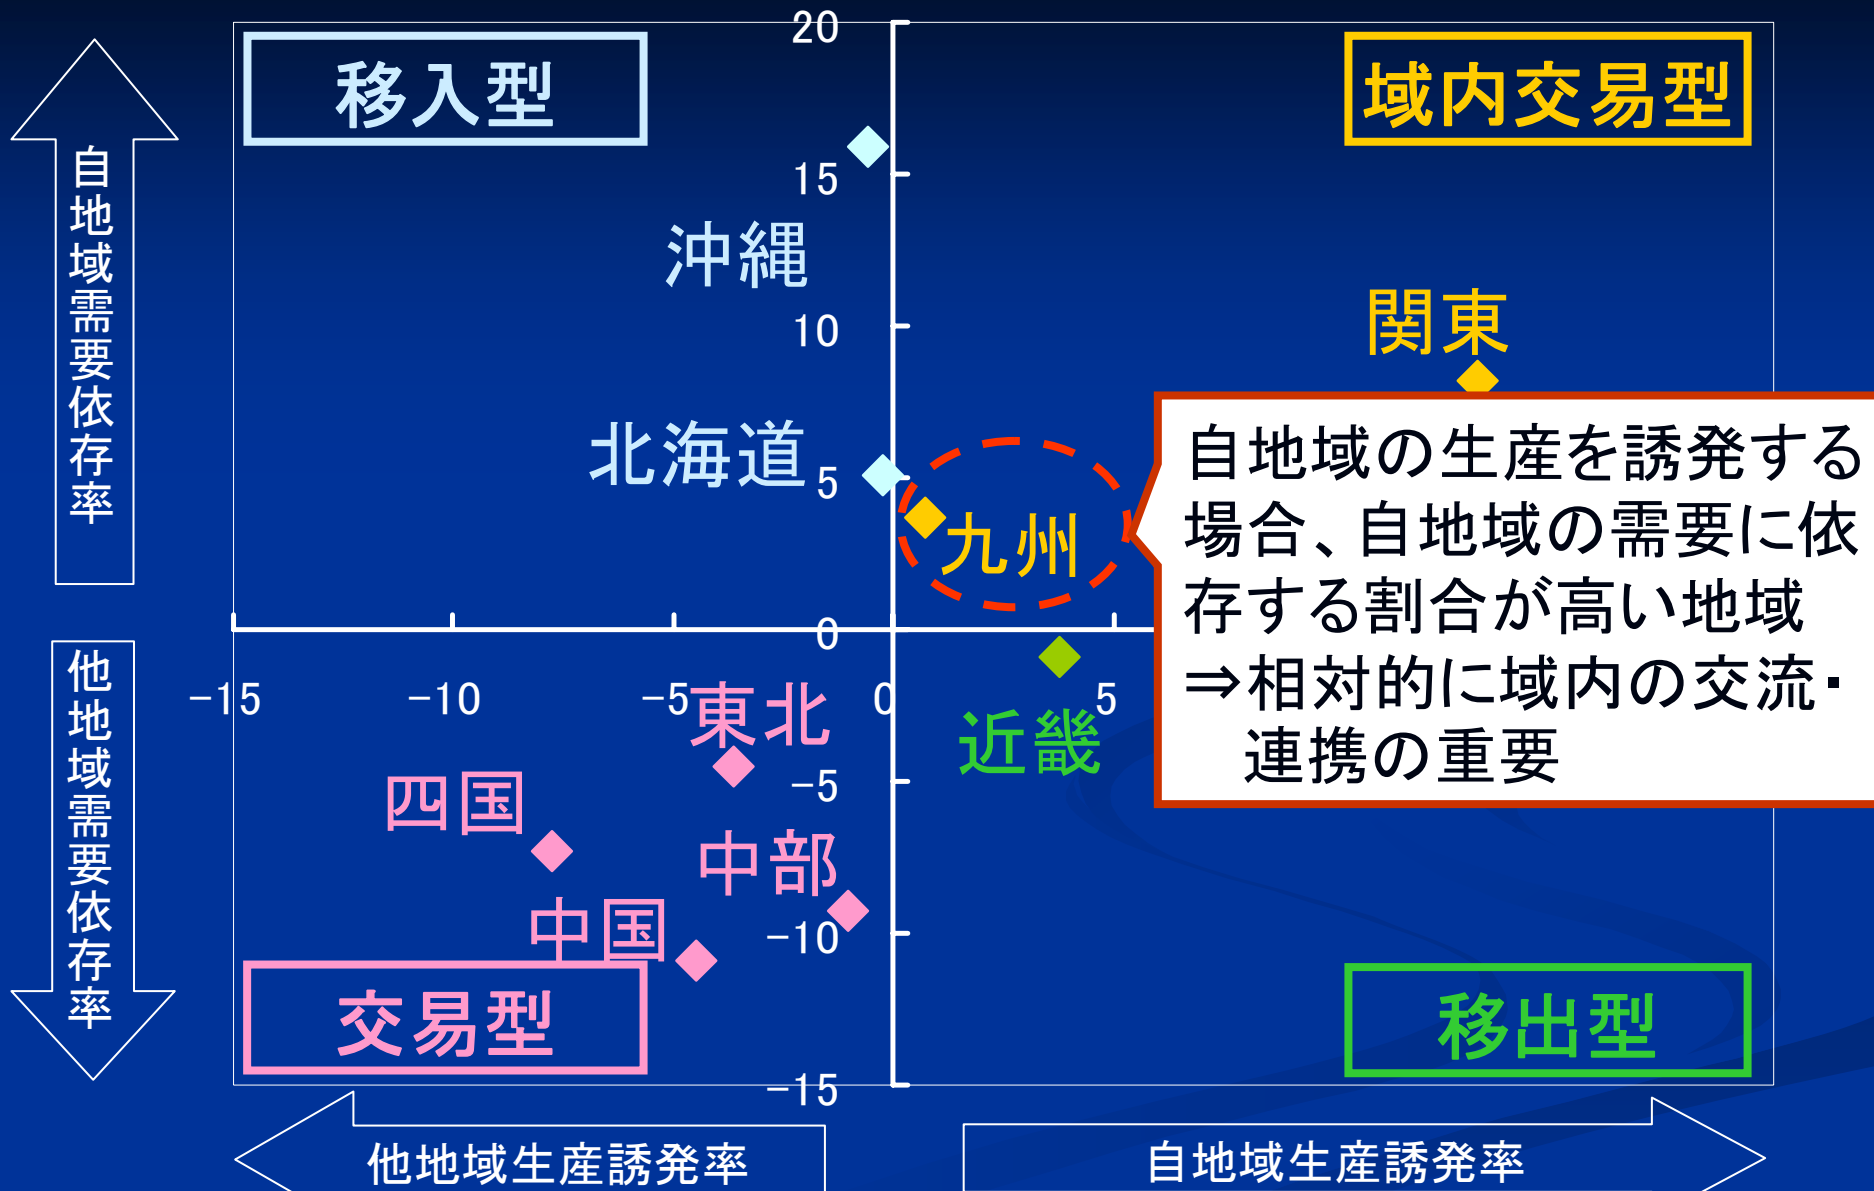 20
移入型
域内交易型
自地域需要依存率
15
沖縄
10
関東
北海道
5
九州
自地域の生産を誘発する
場合、自地域の需要に依
存する割合が高い地域
⇒相対的に域内の交流・
連携の重要
0
他地域需要依存率
-15
-10
-5
0
5
東北
近畿
-5
四国
中部
中国
-10
交易型
移出型
-15
他地域生産誘発率
自地域生産誘発率